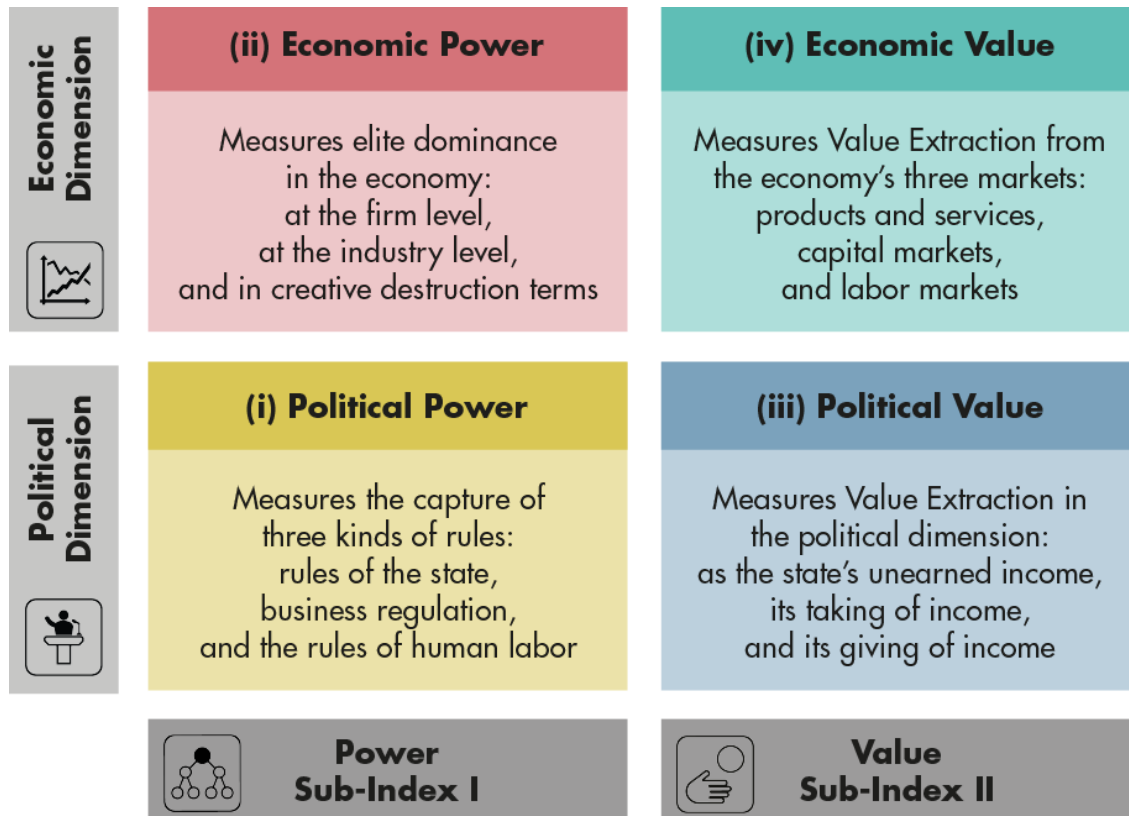 Economic
Dimension
(ii) Economic Power
Measures elite dominance
in the economy:
at the firm level,
at the industry level,
and in creative destruction terms
(iv) Economic Value
Measures Value Extraction from
the economy's three markets:
products and services,
capital markets,
and labor markets
Political
Dimension
(i) Political Power
Measures the capture of
three kinds of rules:
rules of the state,
business regulation,
and the rules of human labor
(iii) Political Value
Measures Value Extraction in
the political dimension:
as the state's unearned income,
its taking of income,
and its giving of income
Power
Sub-Index I
Value
Sub-Index II